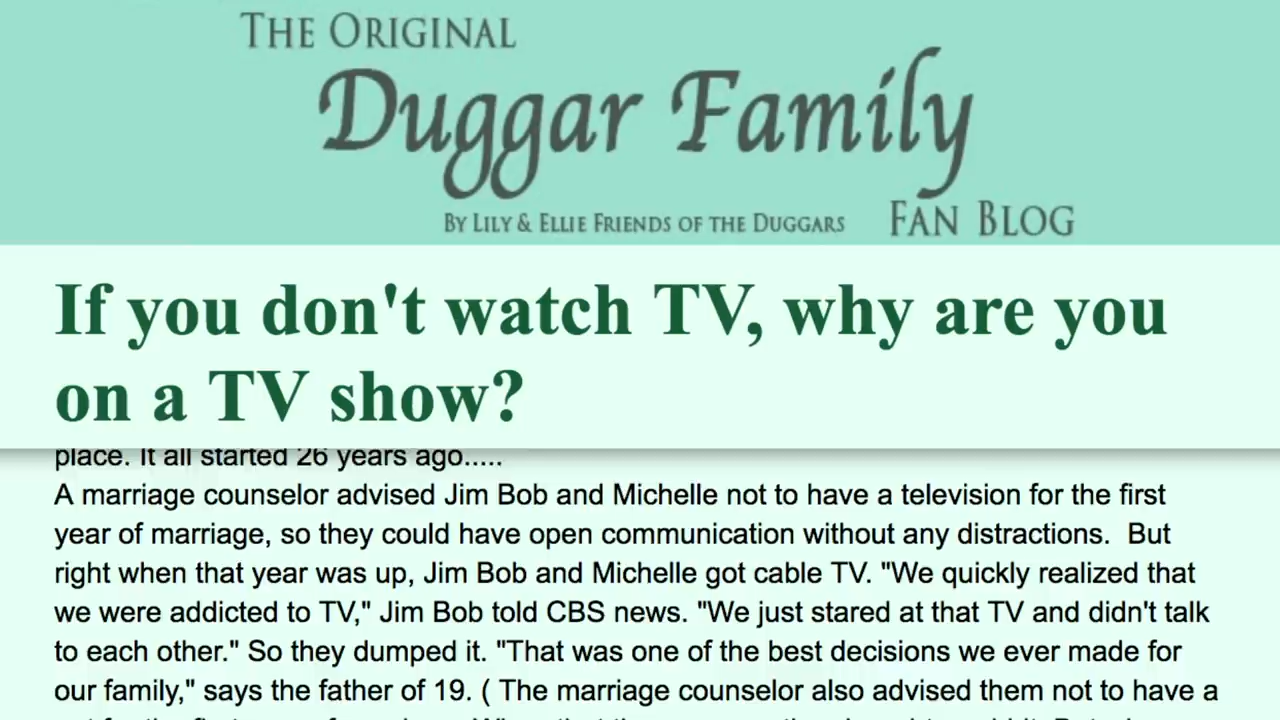 THE ORIGINAL
Duggar Family
BY LILY & ELLIE FRIENDS OF THE DUGGARS FAN BLOG
If you don't watch TV, why are you
on a TV show?
place. It all started 26 years ago.....
A marriage counselor advised Jim Bob and Michelle not to have a television for the first
year of marriage, so they could have open communication without any distractions.  But
right when that year was up, Jim Bob and Michelle got cable TV. "We quickly realized that
we were addicted to TV," Jim Bob told CBS news. "We just stared at that TV and didn't talk
to each other." So they dumped it. "That was one of the best decisions we ever made for
our family," says the father of 19. ( The marriage counselor also advised them not to have a